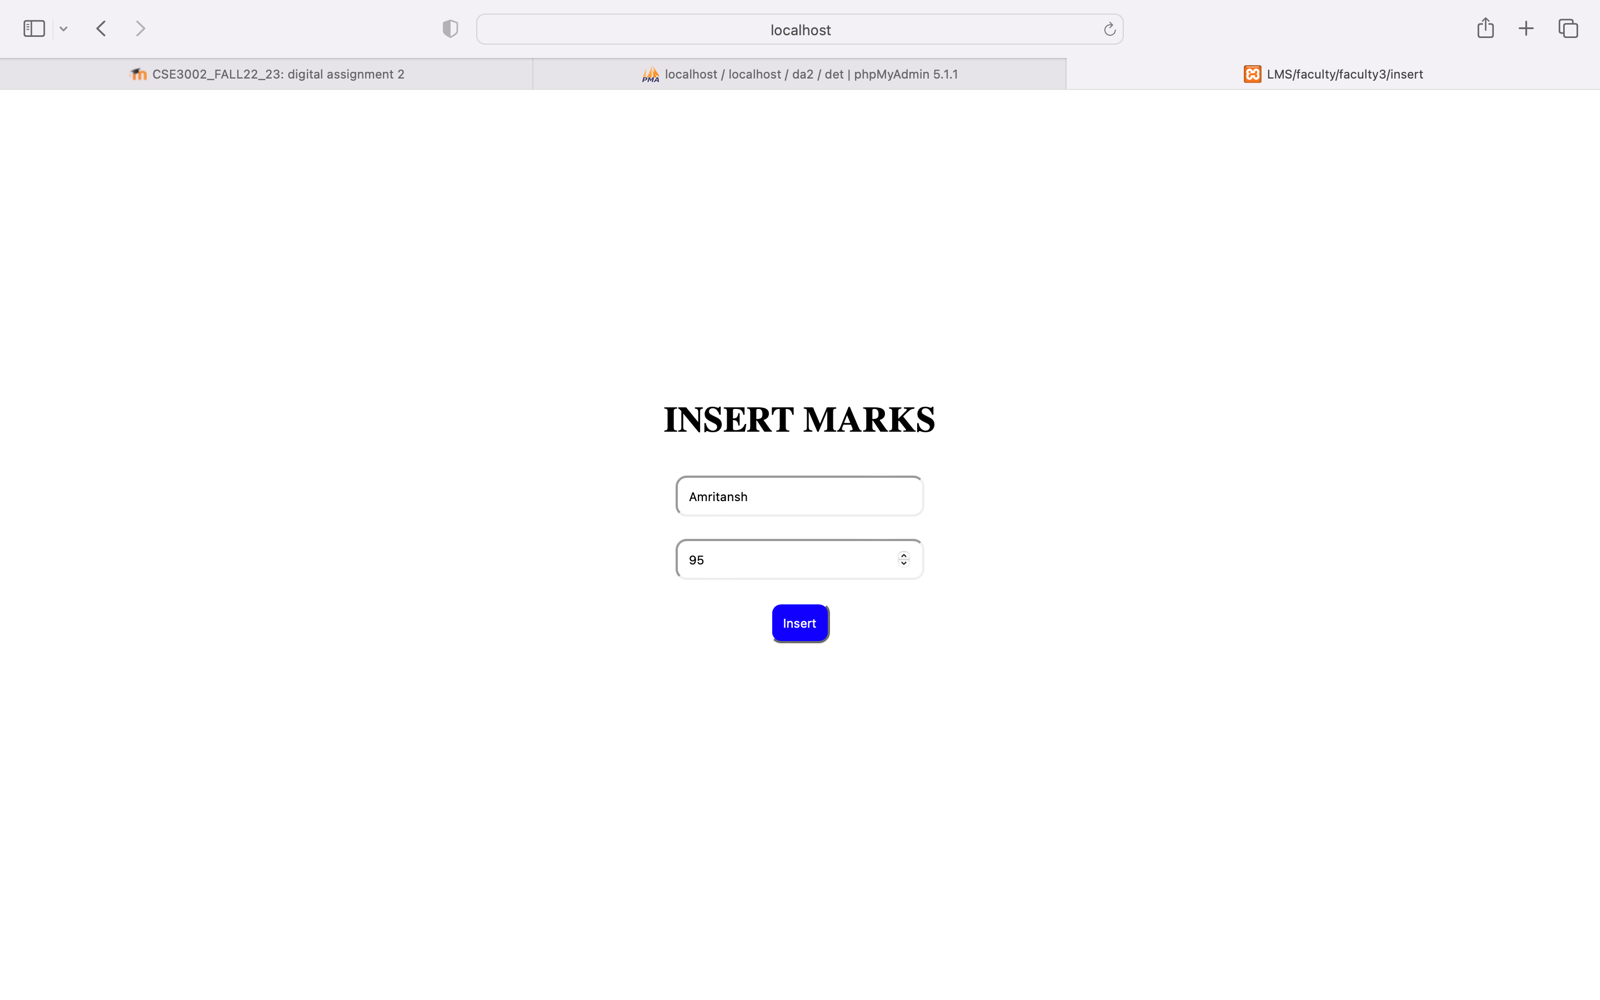 localhost
CSE3002_FALL22_23: digital assignment 2
PMA localhost / localhost / da2 / det | phpMyAdmin 5.1.1
LMS/faculty/faculty3/insert
INSERT MARKS
Amritansh
95
Insert